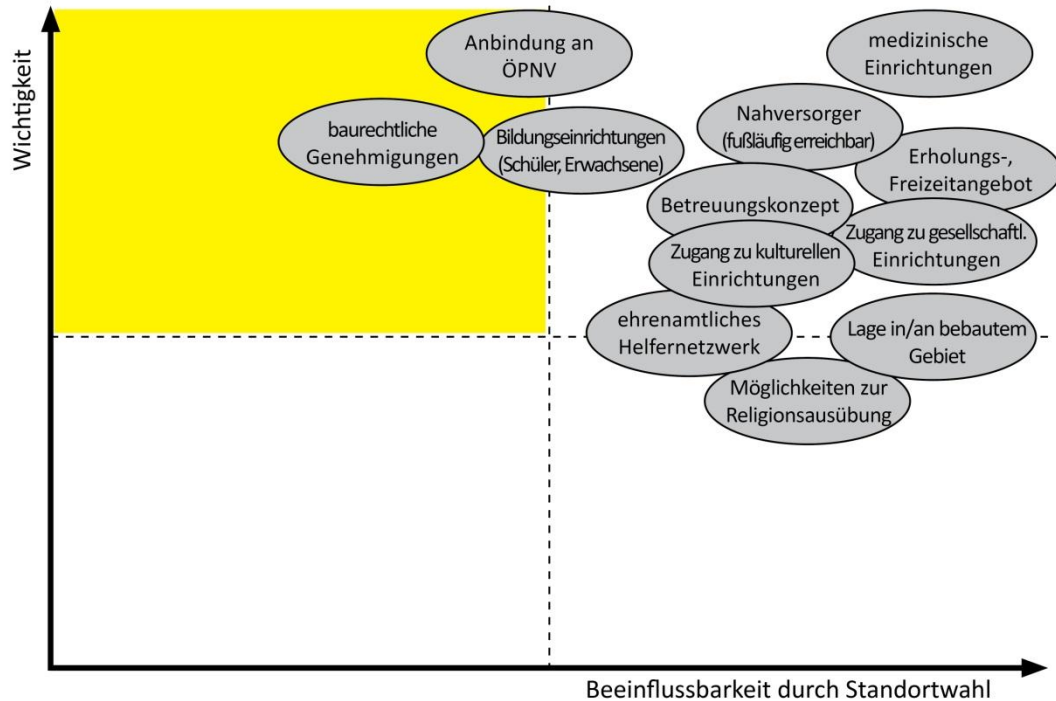 Wichtigkeit
Anbindung an
ÖPNV
medizinische
Einrichtungen
baurechtliche
Genehmigungen
Bildungseinrichtungen
(Schüler, Erwachsene)
Nahversorger
(fußläufig erreichbar)
Erholungs-,
Freizeitangebot
Betreuungskonzept
Zugang zu gesellschaftl.
Einrichtungen
Zugang zu kulturellen
Einrichtungen
ehrenamtliches
Helfernetzwerk
Lage in/an bebautem
Gebiet
Möglichkeiten zur
Religionsausübung
Beeinflussbarkeit durch Standortwahl